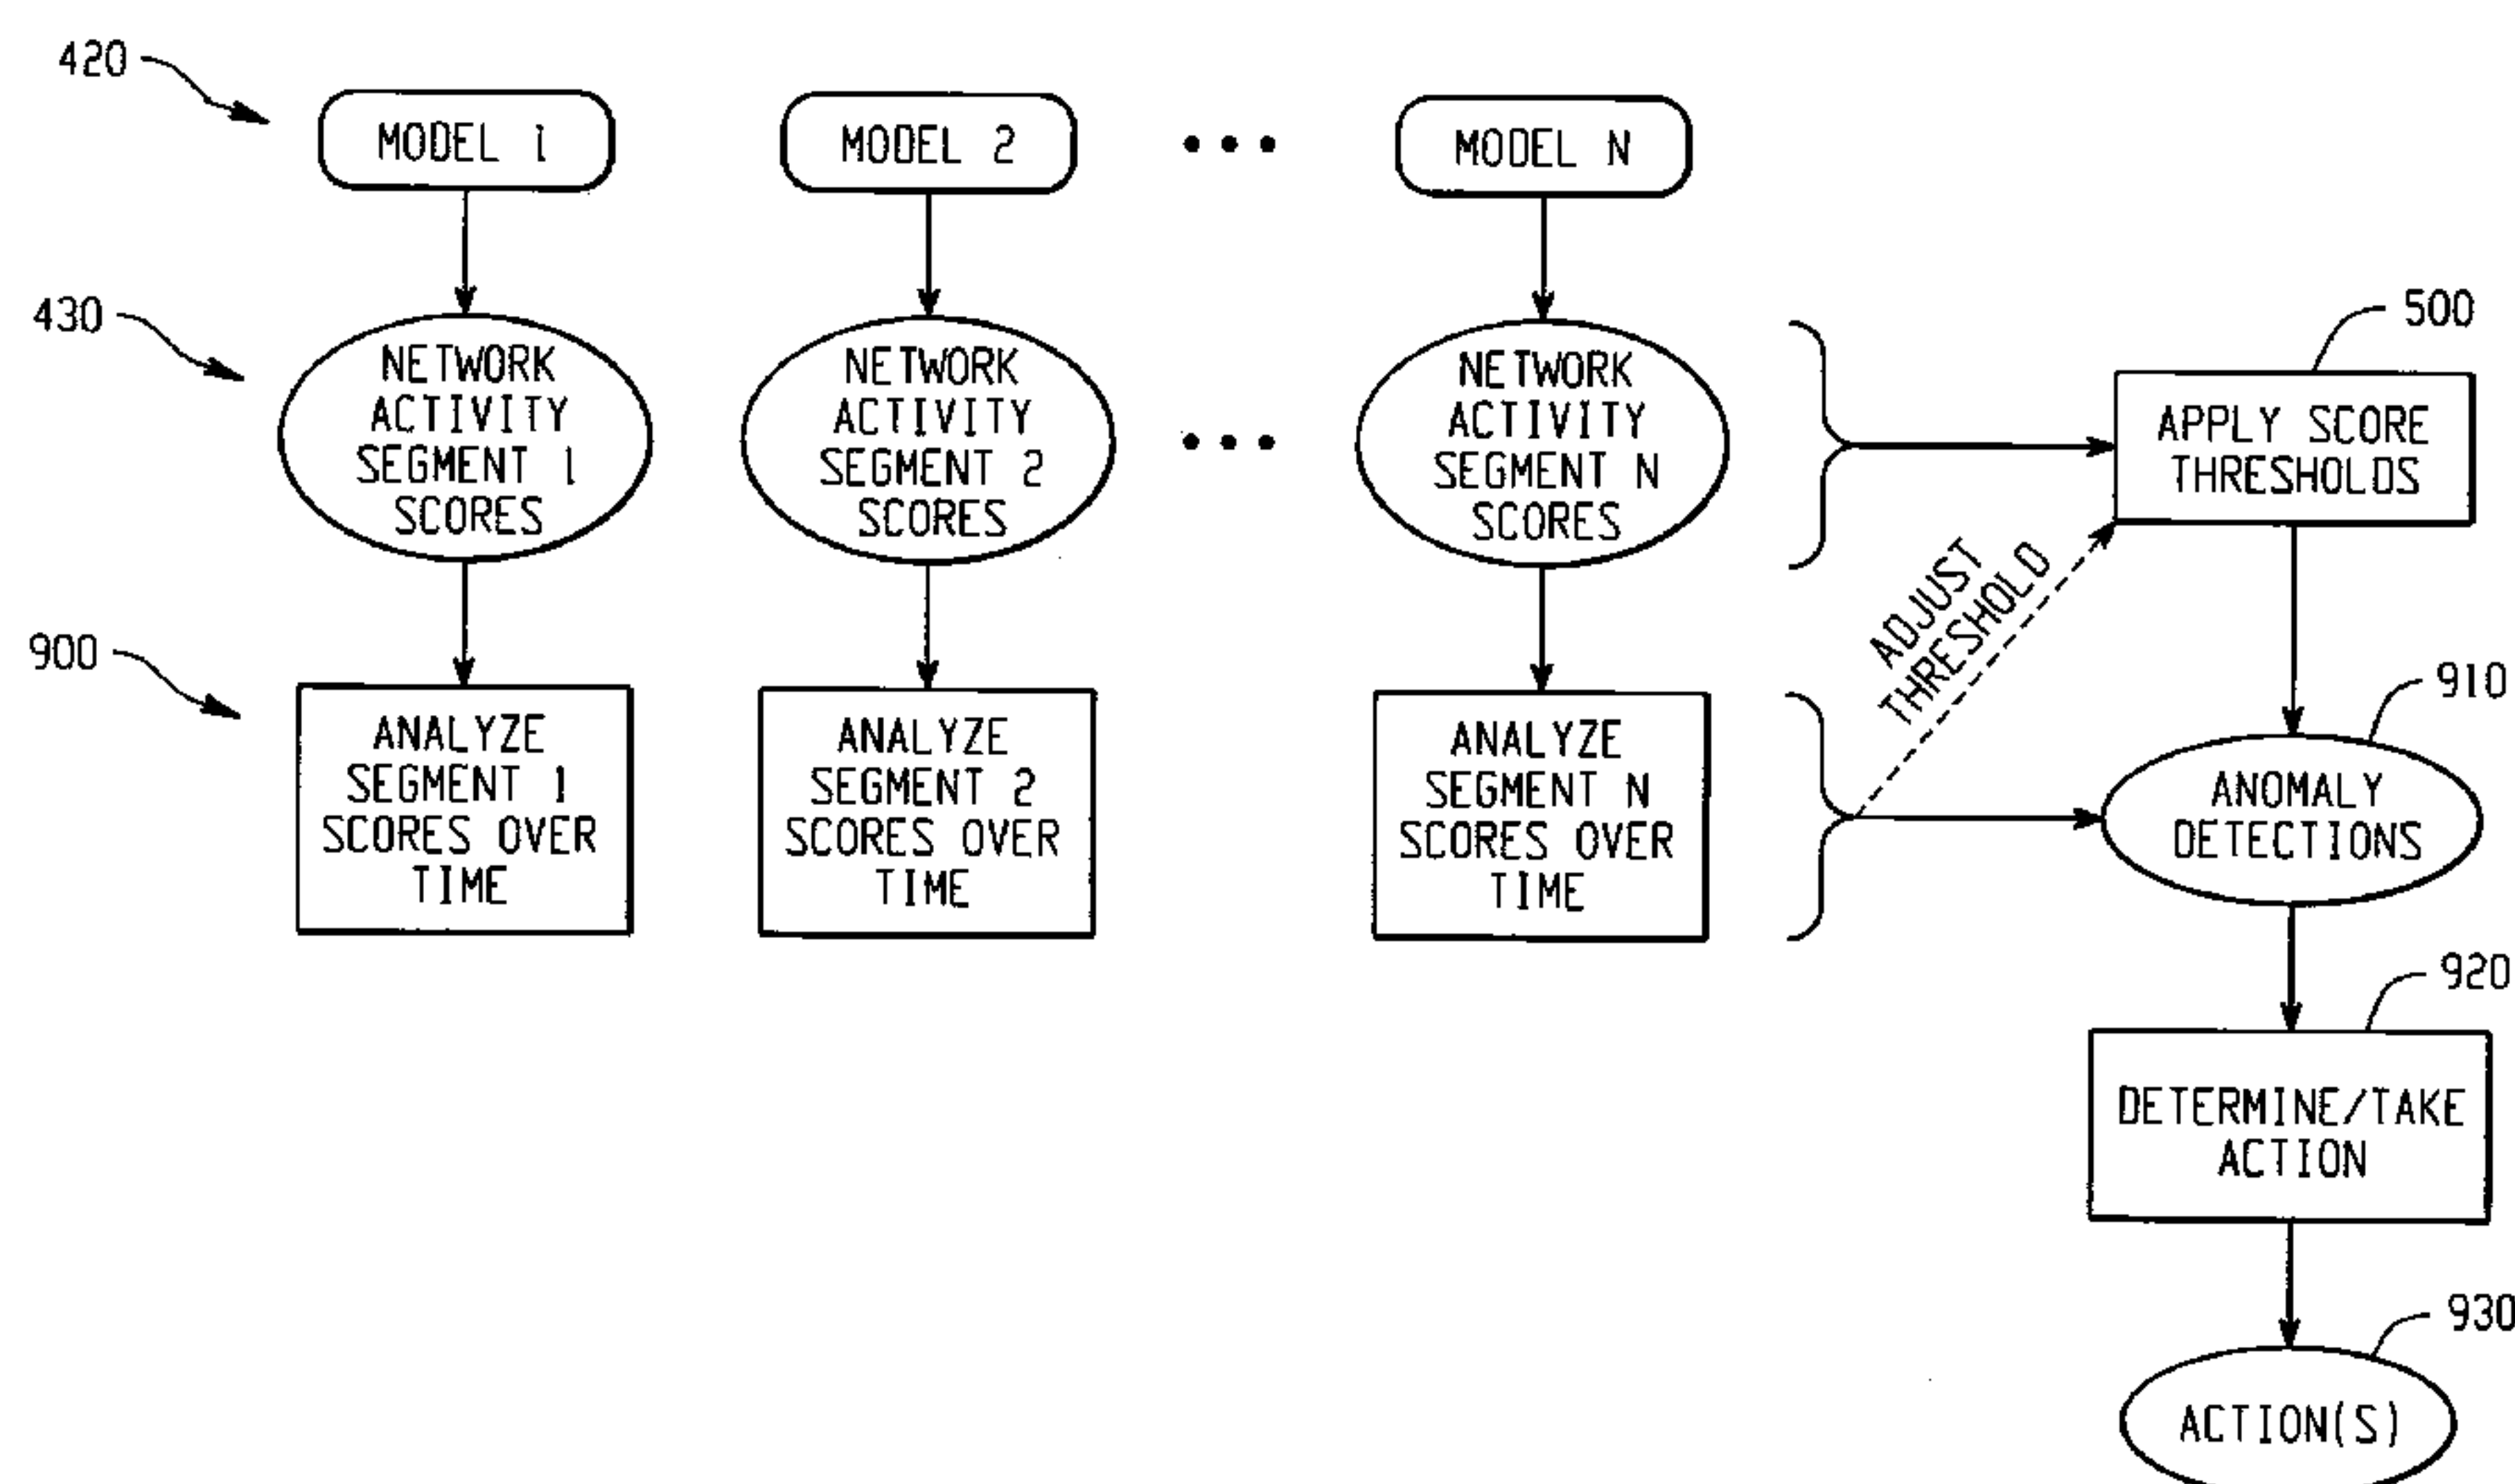 420
MODEL 1
MODEL 2
MODEL N
430
NETWORK
ACTIVITY
SEGMENT 1
SCORES
NETWORK
ACTIVITY
SEGMENT 2
SCORES
NETWORK
ACTIVITY
SEGMENT N
SCORES
500
APPLY SCORE
THRESHOLDS
ADJUST
THRESHOLD
900
ANALYZE
SEGMENT 1
SCORES OVER
TIME
ANALYZE
SEGMENT 2
SCORES OVER
TIME
ANALYZE
SEGMENT N
SCORES OVER
TIME
910
ANOMALY
DETECTIONS
920
DETERMINE/TAKE
ACTION
930
ACTION(S)